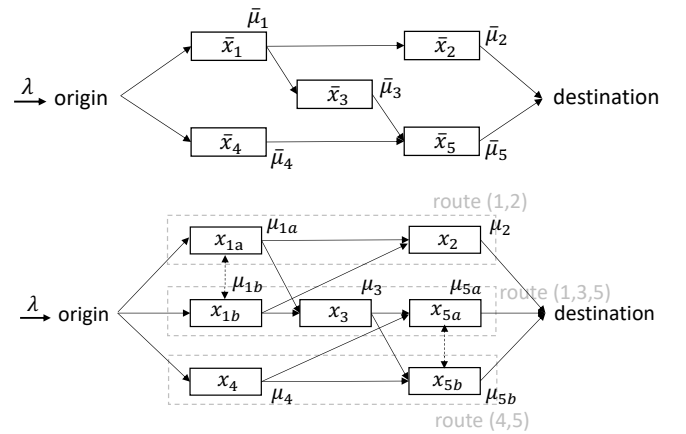 μ̄₁
x̄₁ x̄₂ μ̄₂
λ origin x̄₃ μ̄₃ destination
x̄₄ μ̄₄ x̄₅ μ̄₅
route (1,2)
x₁ₐ μ₁ₐ x₂ μ₂
μ₁b μ₃ μ₅ₐ route (1,3,5)
λ origin x₁b x₃ x₅ₐ destination
x₄ μ₄ x₅b μ₅b
route (4,5)